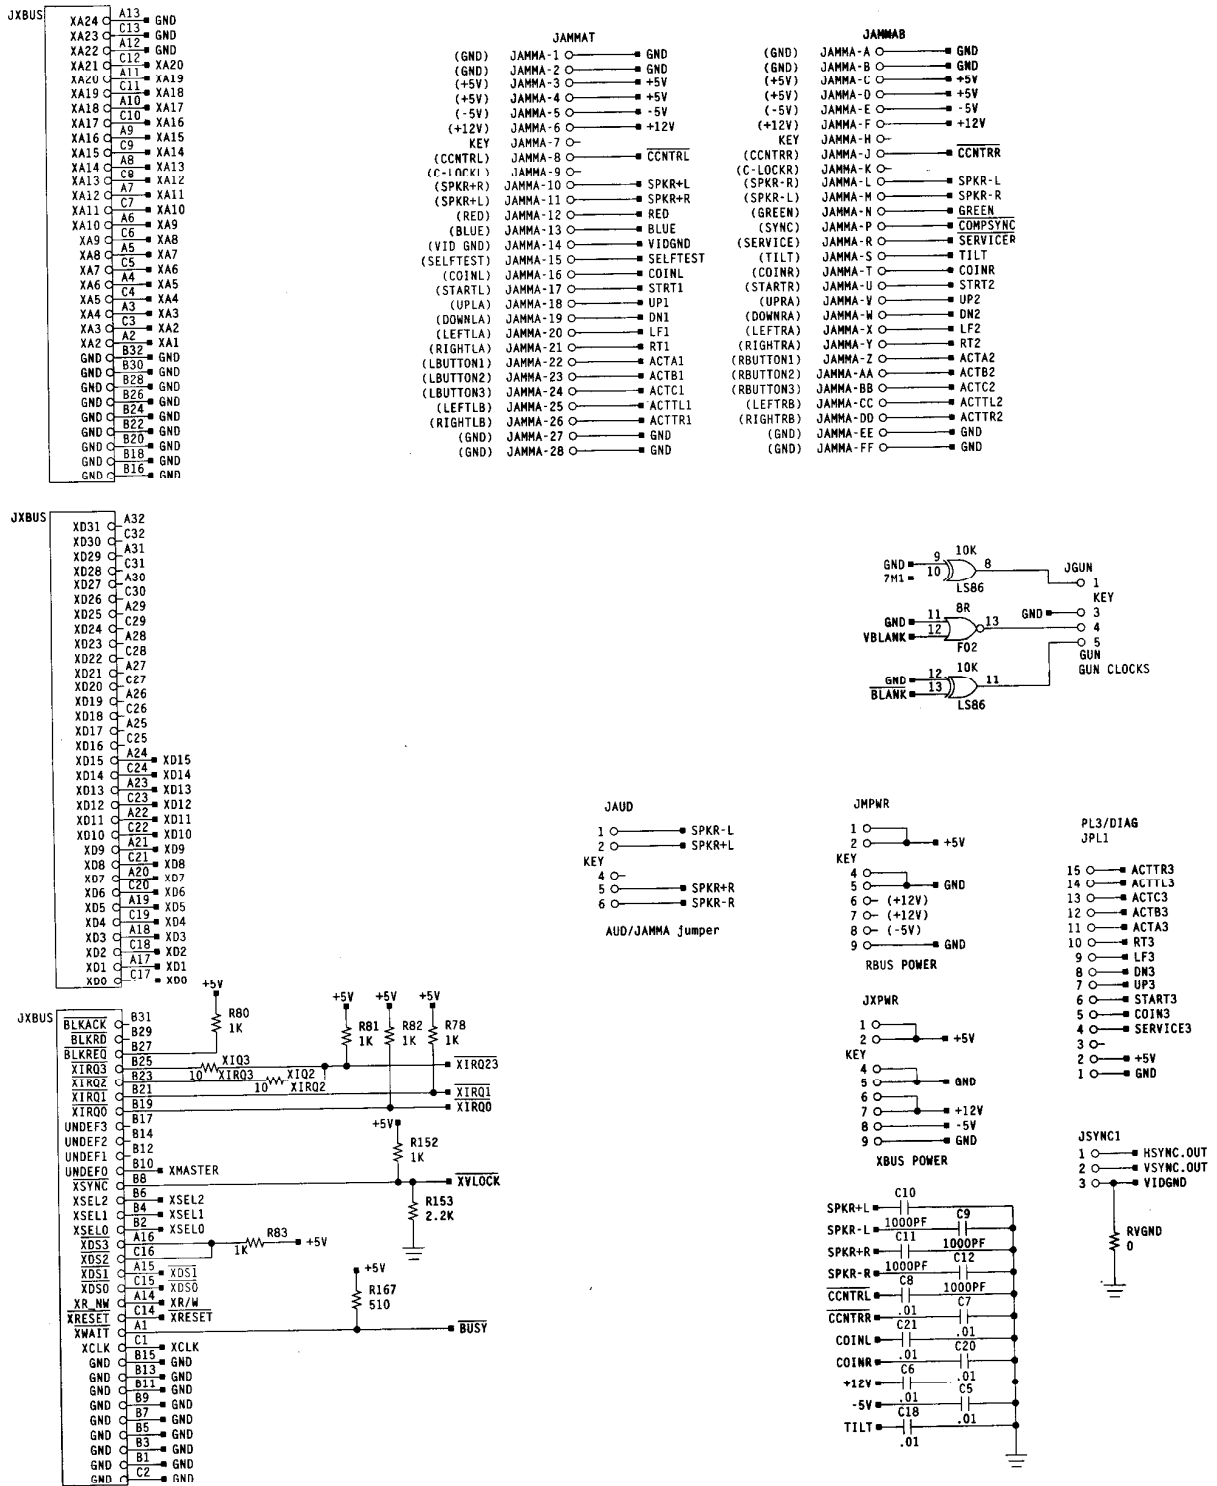 JXBUS
XA24 A13 GND
XA23 C13 GND
XA22 A12 GND
XA21 C12 XA20
XA20 A11 XA19
XA19 C11 XA18
XA18 A10 XA17
XA17 C10 XA16
XA16 A9 XA15
XA15 C9 XA14
XA14 A8 XA13
XA13 C8 XA12
XA12 A7 XA11
XA11 C7 XA10
XA10 A6 XA9
XA9 C6 XA8
XA8 A5 XA7
XA7 C5 XA6
XA6 A4 XA5
XA5 C4 XA4
XA4 A3 XA3
XA3 C3 XA2
XA2 A2 XA1
GND B32 GND
GND B30 GND
GND B28 GND
GND B26 GND
GND B24 GND
GND B22 GND
GND B20 GND
GND B18 GND
GND B16 GND
JAMMAT
(GND) JAMMA-1 GND
(GND) JAMMA-2 GND
(+5V) JAMMA-3 +5V
(+5V) JAMMA-4 +5V
(-5V) JAMMA-5 -5V
(+12V) JAMMA-6 +12V
KEY JAMMA-7
(CCNTRL) JAMMA-8 CCNTRL
(C-LOCKL) JAMMA-9
(SPKR+R) JAMMA-10 SPKR+L
(SPKR+L) JAMMA-11 SPKR+R
(RED) JAMMA-12 RED
(BLUE) JAMMA-13 BLUE
(VID GND) JAMMA-14 VIDGND
(SELFTEST) JAMMA-15 SELFTEST
(COINL) JAMMA-16 COINL
(STARTL) JAMMA-17 STRT1
(UPLA) JAMMA-18 UP1
(DOWNLA) JAMMA-19 DN1
(LEFTLA) JAMMA-20 LF1
(RIGHTLA) JAMMA-21 RT1
(LBUTTON1) JAMMA-22 ACTA1
(LBUTTON2) JAMMA-23 ACTB1
(LBUTTON3) JAMMA-24 ACTC1
(LEFTLB) JAMMA-25 ACTTL1
(RIGHTLB) JAMMA-26 ACTTR1
(GND) JAMMA-27 GND
(GND) JAMMA-28 GND
JAMMAB
(GND) JAMMA-A GND
(GND) JAMMA-B GND
(+5V) JAMMA-C +5V
(+5V) JAMMA-D +5V
(-5V) JAMMA-E -5V
(+12V) JAMMA-F +12V
KEY JAMMA-H
(CCNTRR) JAMMA-J CCNTRR
(C-LOCKR) JAMMA-K
(SPKR-R) JAMMA-L SPKR-L
(SPKR-L) JAMMA-M SPKR-R
(GREEN) JAMMA-N GREEN
(SYNC) JAMMA-P COMPSYNC
(SERVICE) JAMMA-R SERVICER
(TILT) JAMMA-S TILT
(COINR) JAMMA-T COINR
(STARTR) JAMMA-U STRT2
(UPRA) JAMMA-V UP2
(DOWNRA) JAMMA-W DN2
(LEFTRA) JAMMA-X LF2
(RIGHTRA) JAMMA-Y RT2
(RBUTTON1) JAMMA-Z ACTA2
(RBUTTON2) JAMMA-AA ACTB2
(RBUTTON3) JAMMA-BB ACTC2
(LEFTRB) JAMMA-CC ACTTL2
(RIGHTRB) JAMMA-DD ACTTR2
(GND) JAMMA-EE GND
(GND) JAMMA-FF GND
JXBUS
XD31 A32
XD30 C32
XD29 A31
XD28 C31
XD27 A30
XD26 C30
XD25 A29
XD24 C29
XD23 A28
XD22 C28
XD21 A27
XD20 C27
XD19 A26
XD18 C26
XD17 A25
XD16 C25
XD15 A24 XD15
XD14 C24 XD14
XD13 A23 XD13
XD12 C23 XD12
XD11 A22 XD11
XD10 C22 XD10
XD9 A21 XD9
XD8 C21 XD8
XD7 A20 XD7
XD6 C20 XD6
XD5 A19 XD5
XD4 C19 XD4
XD3 A18 XD3
XD2 C18 XD2
XD1 A17 XD1
XD0 C17 XD0
GND 9 10K 8
7M1 10 LS86
GND 11 8R 13
VBLANK 12 F02
GND 12 10K 11
BLANK 13 LS86
JGUN
1
KEY
GND 3
4
5
GUN
GUN CLOCKS
JAUD
1 SPKR-L
2 SPKR+L
KEY
4
5 SPKR+R
6 SPKR-R
AUD/JAMMA jumper
JMPWR
1
2 +5V
KEY
4
5 GND
6 (+12V)
7 (+12V)
8 (-5V)
9 GND
RBUS POWER
PL3/DIAG
JPL1
15 ACTTR3
14 ACTTL3
13 ACTC3
12 ACTB3
11 ACTA3
10 RT3
9 LF3
8 DN3
7 UP3
6 START3
5 COIN3
4 SERVICE3
3
2 +5V
1 GND
JXPWR
1
2 +5V
KEY
4
5 GND
6
7 +12V
8 -5V
9 GND
XBUS POWER
JSYNC1
1 HSYNC.OUT
2 VSYNC.OUT
3 VIDGND
RVGND
0
JXBUS
BLKACK B31
BLKRD B29
BLKREQ B27
XIRQ3 B25
XIRQ2 B23
XIRQ1 B21
XIRQ0 B19
UNDEF3 B17
UNDEF2 B14
UNDEF1 B12
UNDEF0 B10 XMASTER
XSYNC B8
XSEL2 B6 XSEL2
XSEL1 B4 XSEL1
XSEL0 B2 XSEL0
XDS3 A16
XDS2 C16
XDS1 A15 XDS1
XDS0 C15 XDS0
XR_NW A14 XR/W
XRESET C14 XRESET
XWAIT A1
XCLK C1 XCLK
GND B15 GND
GND B13 GND
GND B11 GND
GND B9 GND
GND B7 GND
GND B5 GND
GND B3 GND
GND B1 GND
GND C2 GND
+5V
R80
1K
+5V +5V +5V
R81 R82 R78
1K 1K 1K
XIQ3
10 XIRQ3
XIQ2
10 XIRQ2
XIRQ23
XIRQ1
XIRQ0
+5V
R152
1K
XVLOCK
R153
2.2K
R83
1K
+5V
+5V
R167
510
BUSY
SPKR+L C10 1000PF
SPKR-L C9 1000PF
SPKR+R C11 1000PF
SPKR-R C12 1000PF
CCNTRL C8 .01
CCNTRR C7 .01
COINL C21 .01
COINR C20 .01
+12V C6 .01
-5V C5 .01
TILT C18 .01